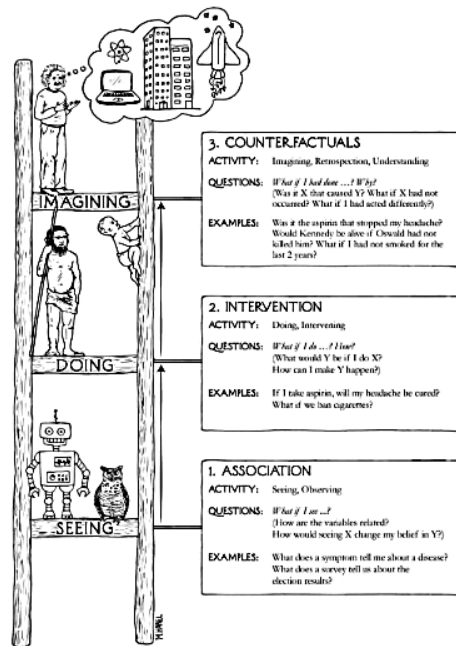 3. COUNTERFACTUALS
ACTIVITY: Imagining, Retrospection, Understanding
QUESTIONS: What if I had done ...? Why?
(Was it X that caused Y? What if X had not
occurred? What if I had acted differently?)
EXAMPLES: Was it the aspirin that stopped my headache?
Would Kennedy be alive if Oswald had not
killed him? What if I had not smoked for the
last 2 years?
IMAGINING
2. INTERVENTION
ACTIVITY: Doing, Intervening
QUESTIONS: What if I do ...? How?
(What would Y be if I do X?
How can I make Y happen?)
EXAMPLES: If I take aspirin, will my headache be cured?
What if we ban cigarettes?
DOING
1. ASSOCIATION
ACTIVITY: Seeing, Observing
QUESTIONS: What if I see ...?
(How are the variables related?
How would seeing X change my belief in Y?)
EXAMPLES: What does a symptom tell me about a disease?
What does a survey tell us about the
election results?
SEEING